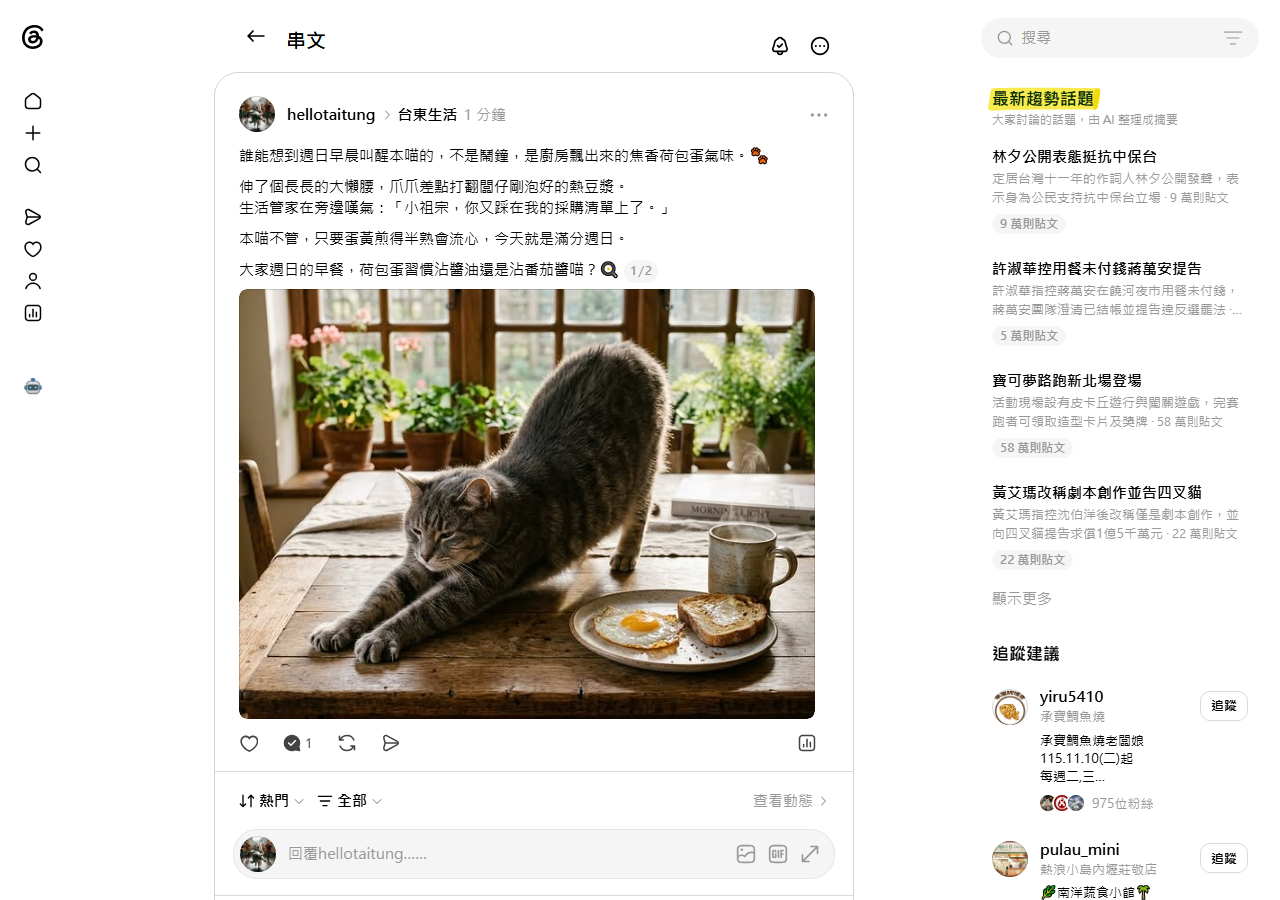 串文
搜尋
hellotaitung > 台東生活 1 分鐘
誰能想到週日早晨叫醒本喵的，不是鬧鐘，是廚房飄出來的焦香荷包蛋氣味。🐾
伸了個長長的大懶腰，爪爪差點打翻闆仔剛泡好的熱豆漿。
生活管家在旁邊嘆氣：「小祖宗，你又踩在我的採購清單上了。」
本喵不管，只要蛋黃煎得半熟會流心，今天就是滿分週日。
大家週日的早餐，荷包蛋習慣沾醬油還是沾番茄醬喵？🍳 1/2
MORNING LIGHT
1
熱門
全部
查看動態
回覆hellotaitung......
GIF
最新趨勢話題
大家討論的話題，由 AI 整理成摘要
林夕公開表態挺抗中保台
定居台灣十一年的作詞人林夕公開發聲，表
示身為公民支持抗中保台立場 · 9 萬則貼文
9 萬則貼文
許淑華控用餐未付錢蔣萬安提告
許淑華指控蔣萬安在饒河夜市用餐未付錢，
蔣萬安團隊澄清已結帳並提告違反選罷法 ·...
5 萬則貼文
寶可夢路跑新北場登場
活動現場設有皮卡丘遊行與闖關遊戲，完賽
跑者可領取造型卡片及獎牌 · 58 萬則貼文
58 萬則貼文
黃艾瑪改稱劇本創作並告四叉貓
黃艾瑪指控沈伯洋後改稱僅是劇本創作，並
向四叉貓提告求償1億5千萬元 · 22 萬則貼文
22 萬則貼文
顯示更多
追蹤建議
yiru5410
承寶鯛魚燒
追蹤
承寶鯛魚燒老闆娘
115.11.10(二)起
每週二,三...
975位粉絲
pulau_mini
熱浪小島內壢莊敬店
追蹤
🌿南洋蔬食小館🌴